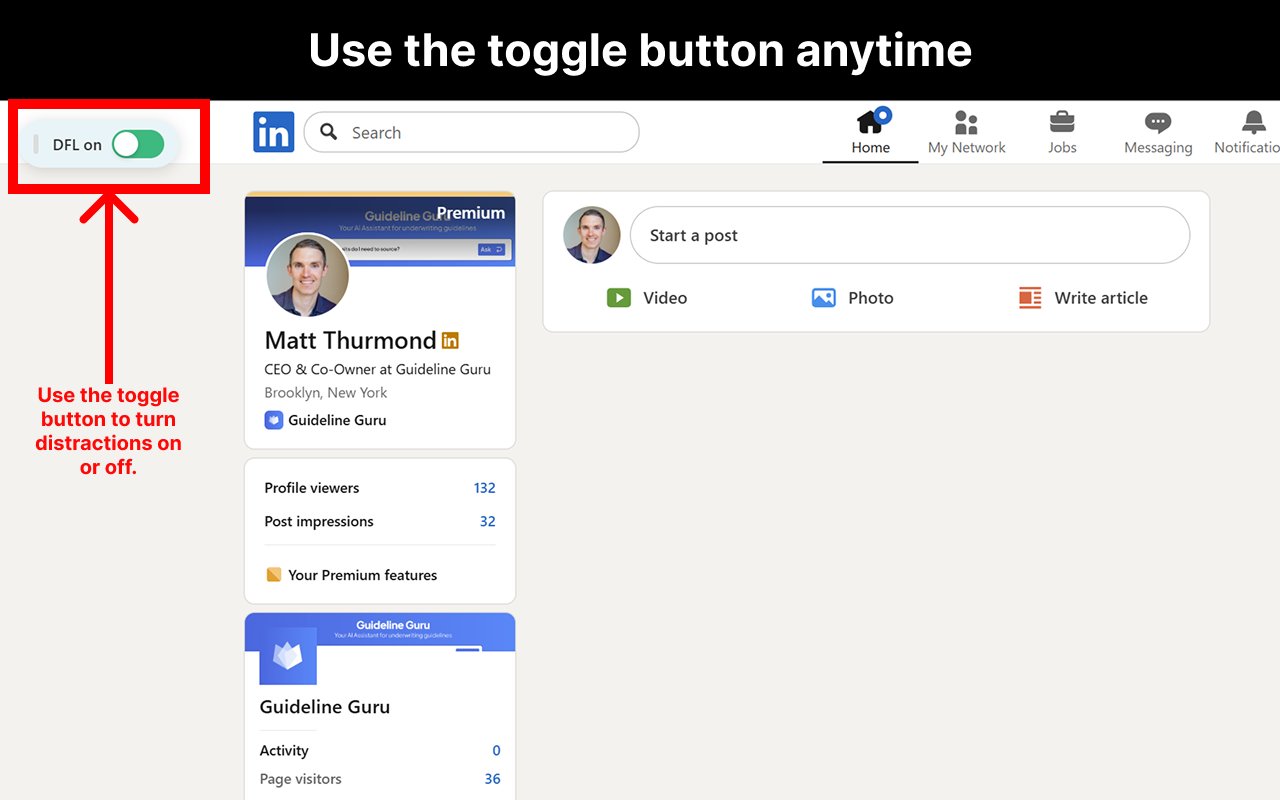 Use the toggle button anytime
DFL on
in
Search
Home
My Network
Jobs
Messaging
Notificatio
Use the toggle
button to turn
distractions on
or off.
Guideline Guru
Premium
Your AI Assistant for underwriting guidelines
do I need to source?
Ask
Matt Thurmond in
CEO & Co-Owner at Guideline Guru
Brooklyn, New York
Guideline Guru
Start a post
Video
Photo
Write article
Profile viewers 132
Post impressions 32
Your Premium features
Guideline Guru
Your AI Assistant for underwriting guidelines
Guideline Guru
Activity 0
Page visitors 36